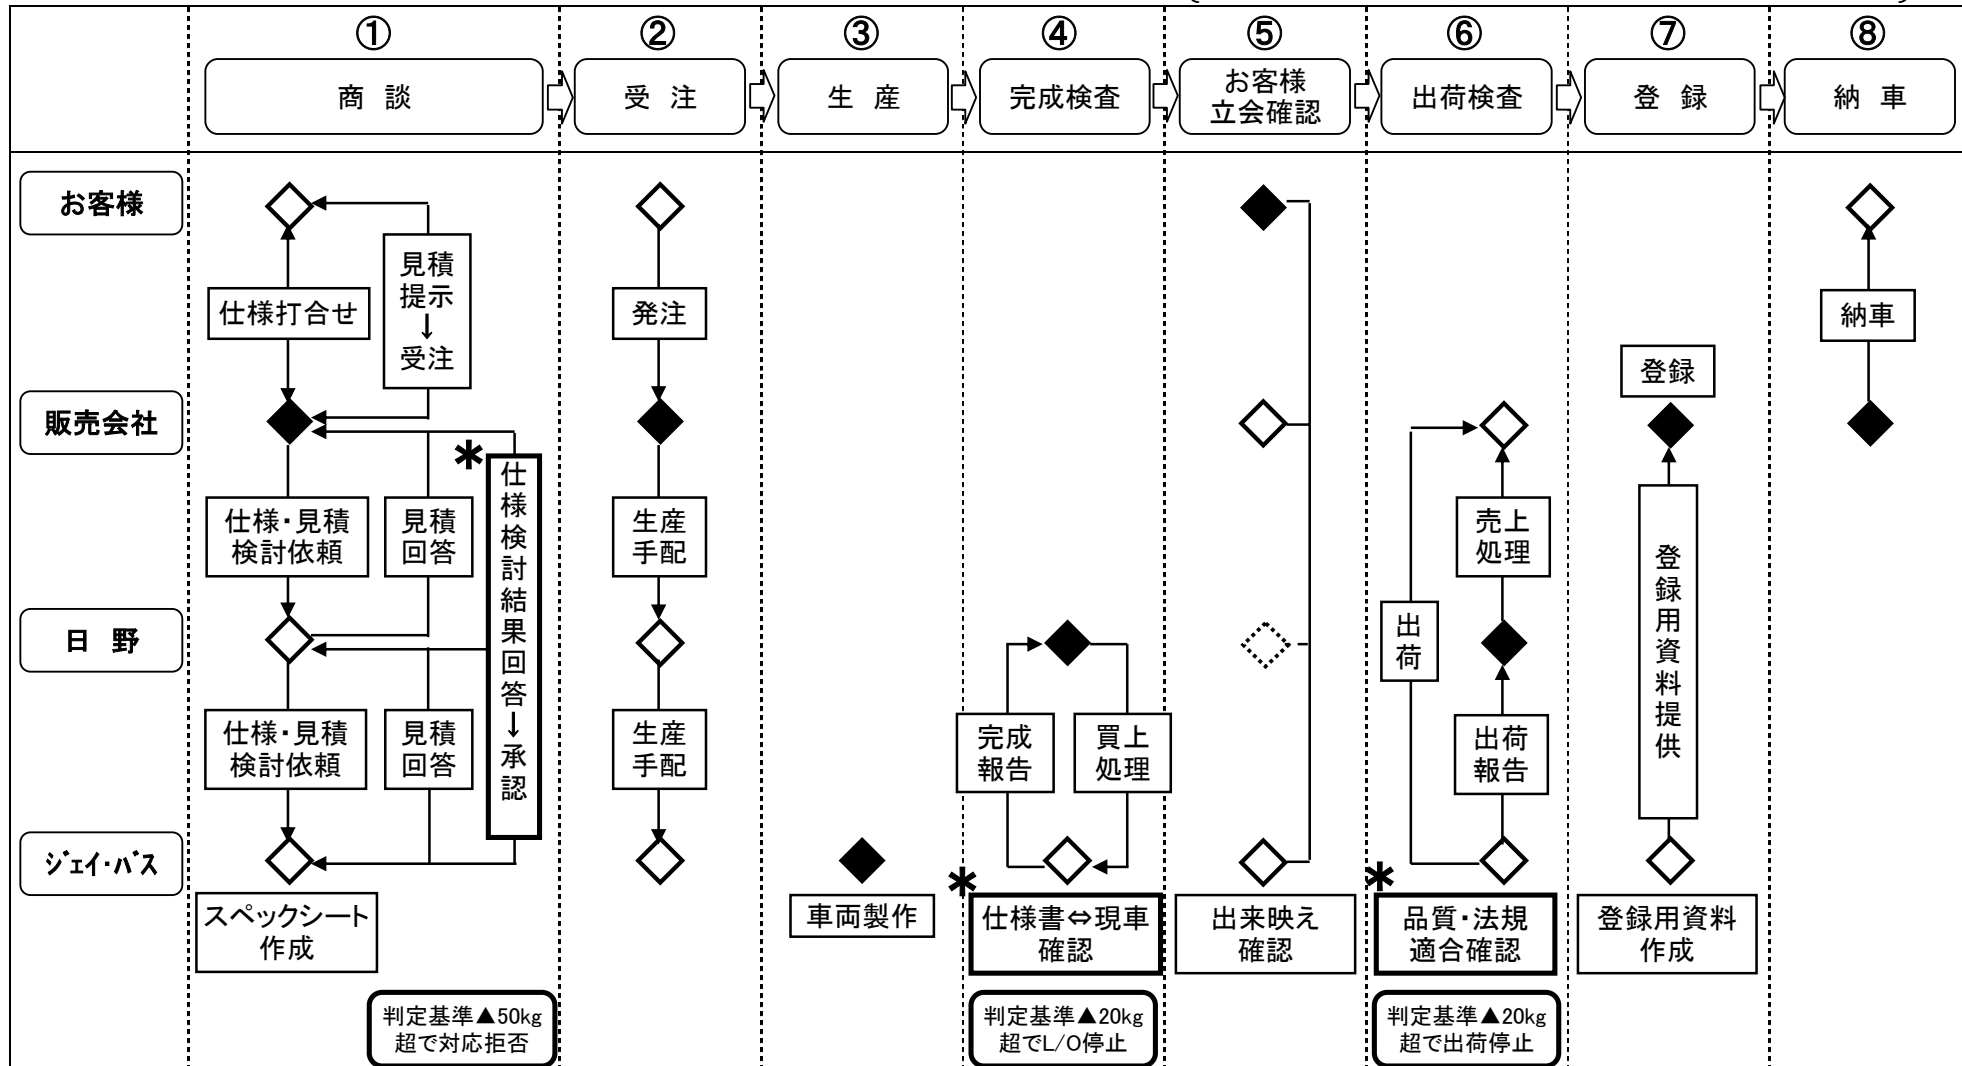 ①
②
③
④
⑤
⑥
⑦
⑧
商 談
受 注
生 産
完成検査
お客様
立会確認
出荷検査
登 録
納 車
お客様
見積
提示
↓
受注
仕様打合せ
発注
納車
登録
販売会社
*
仕様検討結果回答→承認
仕様・見積
検討依頼
見積
回答
生産
手配
売上
処理
登録用資料提供
出荷
日 野
仕様・見積
検討依頼
見積
回答
生産
手配
完成
報告
買上
処理
出荷
報告
ジェイ・バス
スペックシート
作成
車両製作
*
仕様書⇔現車
確認
出来映え
確認
*
品質・法規
適合確認
登録用資料
作成
判定基準▲50kg
超で対応拒否
判定基準▲20kg
超でL/O停止
判定基準▲20kg
超で出荷停止